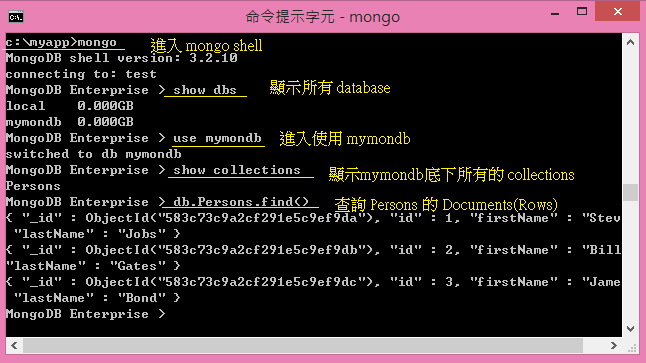 命令提示字元 - mongo
c:\myapp>mongo 進入 mongo shell
MongoDB shell version: 3.2.10
connecting to: test
MongoDB Enterprise > show dbs 顯示所有 database
local 0.000GB
mymondb 0.000GB
MongoDB Enterprise > use mymondb 進入使用 mymondb
switched to db mymondb
MongoDB Enterprise > show collections 顯示mymondb底下所有的 collections
Persons
MongoDB Enterprise > db.Persons.find() 查詢 Persons 的 Documents(Rows)
{ "_id" : ObjectId("583c73c9a2cf291e5c9ef9da"), "id" : 1, "firstName" : "Stev
"lastName" : "Jobs" }
{ "_id" : ObjectId("583c73c9a2cf291e5c9ef9db"), "id" : 2, "firstName" : "Bill
"lastName" : "Gates" }
{ "_id" : ObjectId("583c73c9a2cf291e5c9ef9dc"), "id" : 3, "firstName" : "Jame
"lastName" : "Bond" }
MongoDB Enterprise >